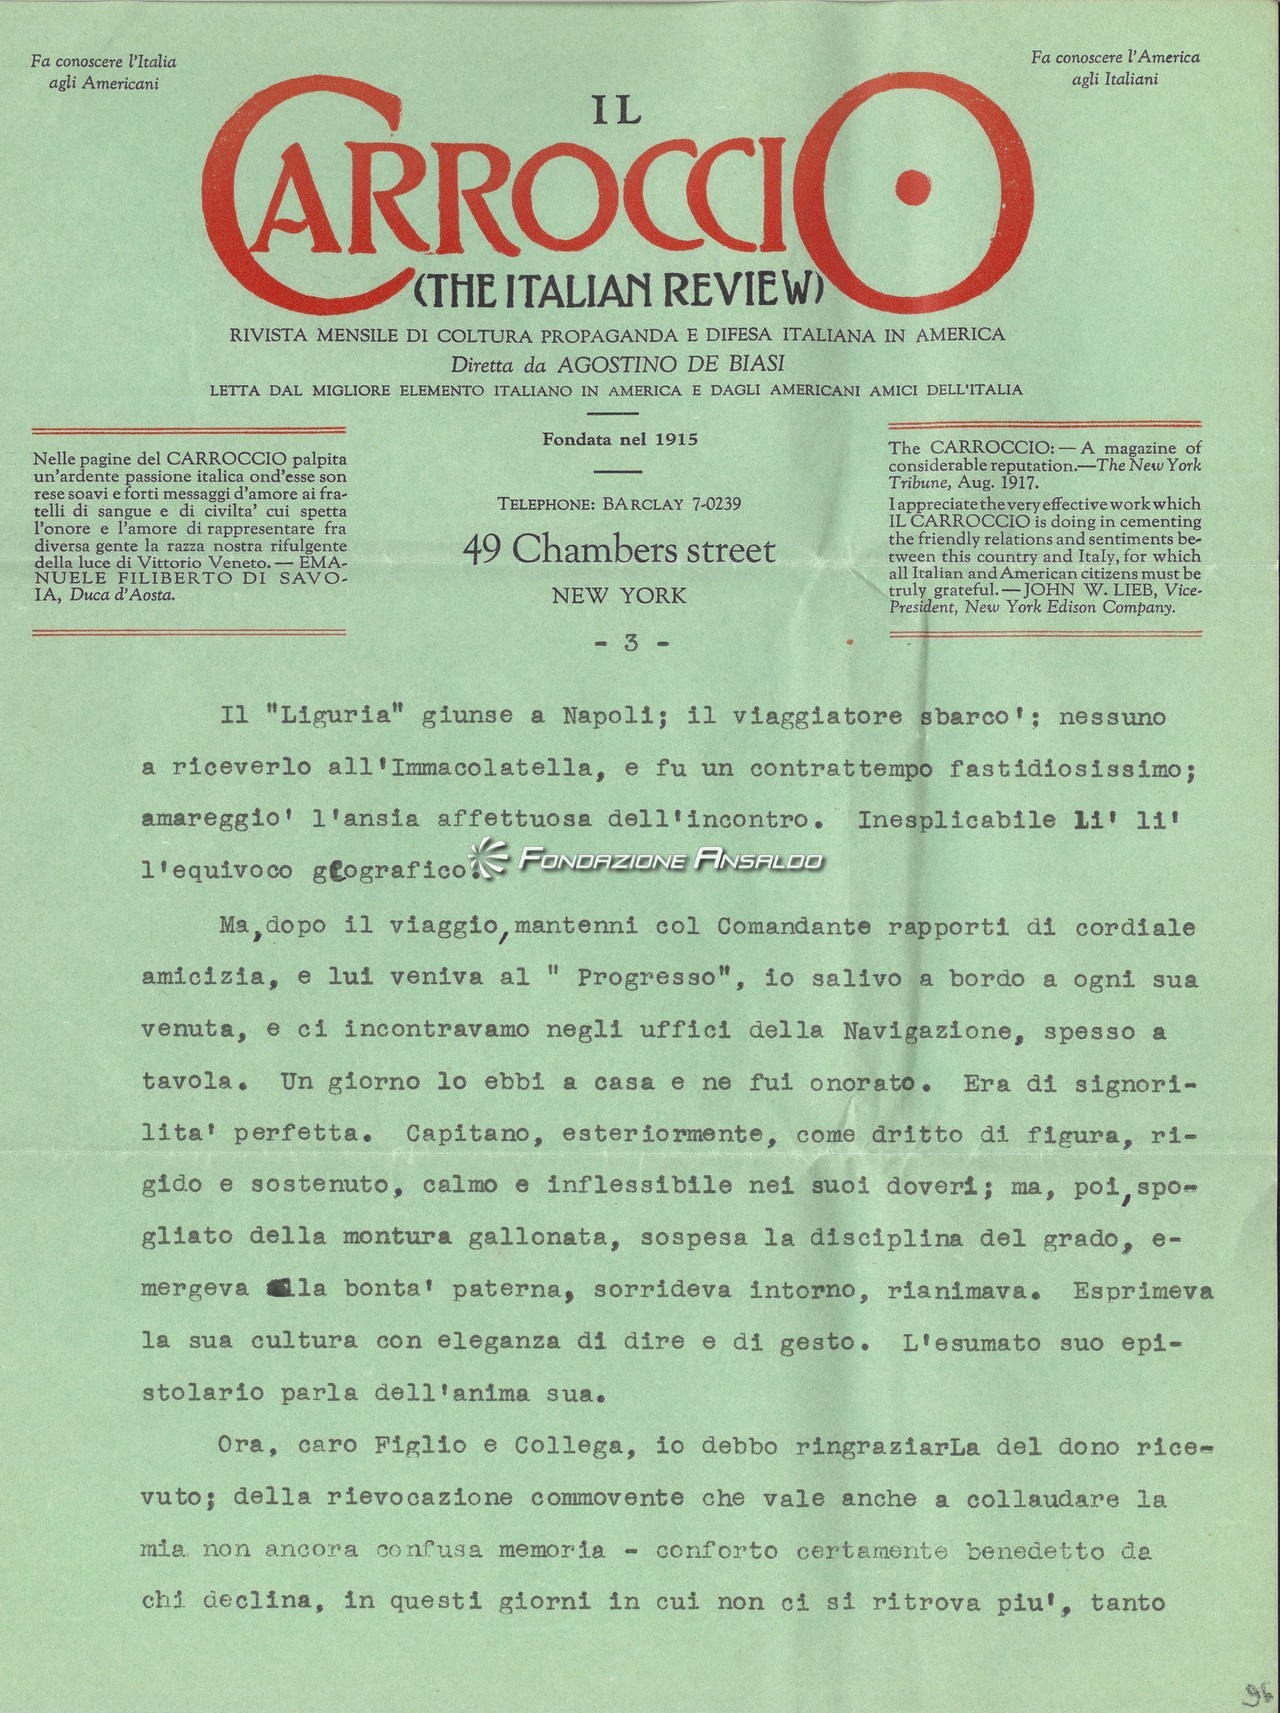 Fa conoscere l'Italia
agli Americani
Fa conoscere l'America
agli Italiani
IL
CARROCCIO
(THE ITALIAN REVIEW)
RIVISTA MENSILE DI COLTURA PROPAGANDA E DIFESA ITALIANA IN AMERICA
Diretta da AGOSTINO DE BIASI
LETTA DAL MIGLIORE ELEMENTO ITALIANO IN AMERICA E DAGLI AMERICANI AMICI DELL'ITALIA
Nelle pagine del CARROCCIO palpita
un'ardente passione italica ond'esse son
rese soavi e forti messaggi d'amore ai fra-
telli di sangue e di civilta' cui spetta
l'onore e l'amore di rappresentare fra
diversa gente la razza nostra rifulgente
della luce di Vittorio Veneto. — EMA-
NUELE FILIBERTO DI SAVO-
IA, Duca d'Aosta.
Fondata nel 1915
TELEPHONE: BARCLAY 7-0239
49 Chambers street
NEW YORK
The CARROCCIO: — A magazine of
considerable reputation.—The New York
Tribune, Aug. 1917.
I appreciate the very effective work which
IL CARROCCIO is doing in cementing
the friendly relations and sentiments be-
tween this country and Italy, for which
all Italian and American citizens must be
truly grateful. — JOHN W. LIEB, Vice-
President, New York Edison Company.
- 3 -
Il "Liguria" giunse a Napoli; il viaggiatore sbarco'; nessuno
a riceverlo all'Immacolatella, e fu un contrattempo fastidiosissimo;
amareggio' l'ansia affettuosa dell'incontro. Inesplicabile li' li'
l'equivoco geografico.
FONDAZIONE ANSALDO
Ma, dopo il viaggio, mantenni col Comandante rapporti di cordiale
amicizia, e lui veniva al " Progresso", io salivo a bordo a ogni sua
venuta, e ci incontravamo negli uffici della Navigazione, spesso a
tavola. Un giorno lo ebbi a casa e ne fui onorato. Era di signori-
lita' perfetta. Capitano, esteriormente, come dritto di figura, ri-
gido e sostenuto, calmo e inflessibile nei suoi doveri; ma, poi, spo-
gliato della montura gallonata, sospesa la disciplina del grado, e-
mergeva la bonta' paterna, sorrideva intorno, rianimava. Esprimeva
la sua cultura con eleganza di dire e di gesto. L'esumato suo epi-
stolario parla dell'anima sua.
Ora, caro Figlio e Collega, io debbo ringraziarLa del dono rice-
vuto; della rievocazione commovente che vale anche a collaudare la
mia non ancora confusa memoria - conforto certamente benedetto da
chi declina, in questi giorni in cui non ci si ritrova piu', tanto